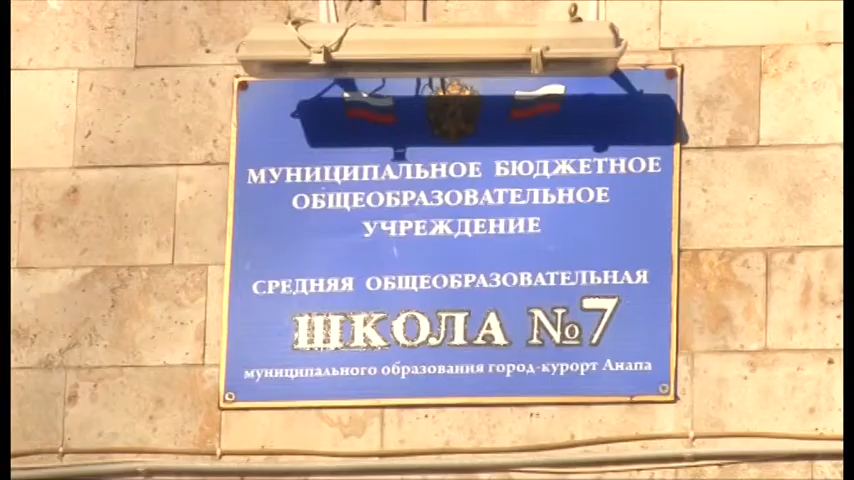 МУНИЦИПАЛЬНОЕ БЮДЖЕТНОЕ
ОБЩЕОБРАЗОВАТЕЛЬНОЕ
УЧРЕЖДЕНИЕ
СРЕДНЯЯ ОБЩЕОБРАЗОВАТЕЛЬНАЯ
ШКОЛА №7
муниципального образования город-курорт Анапа